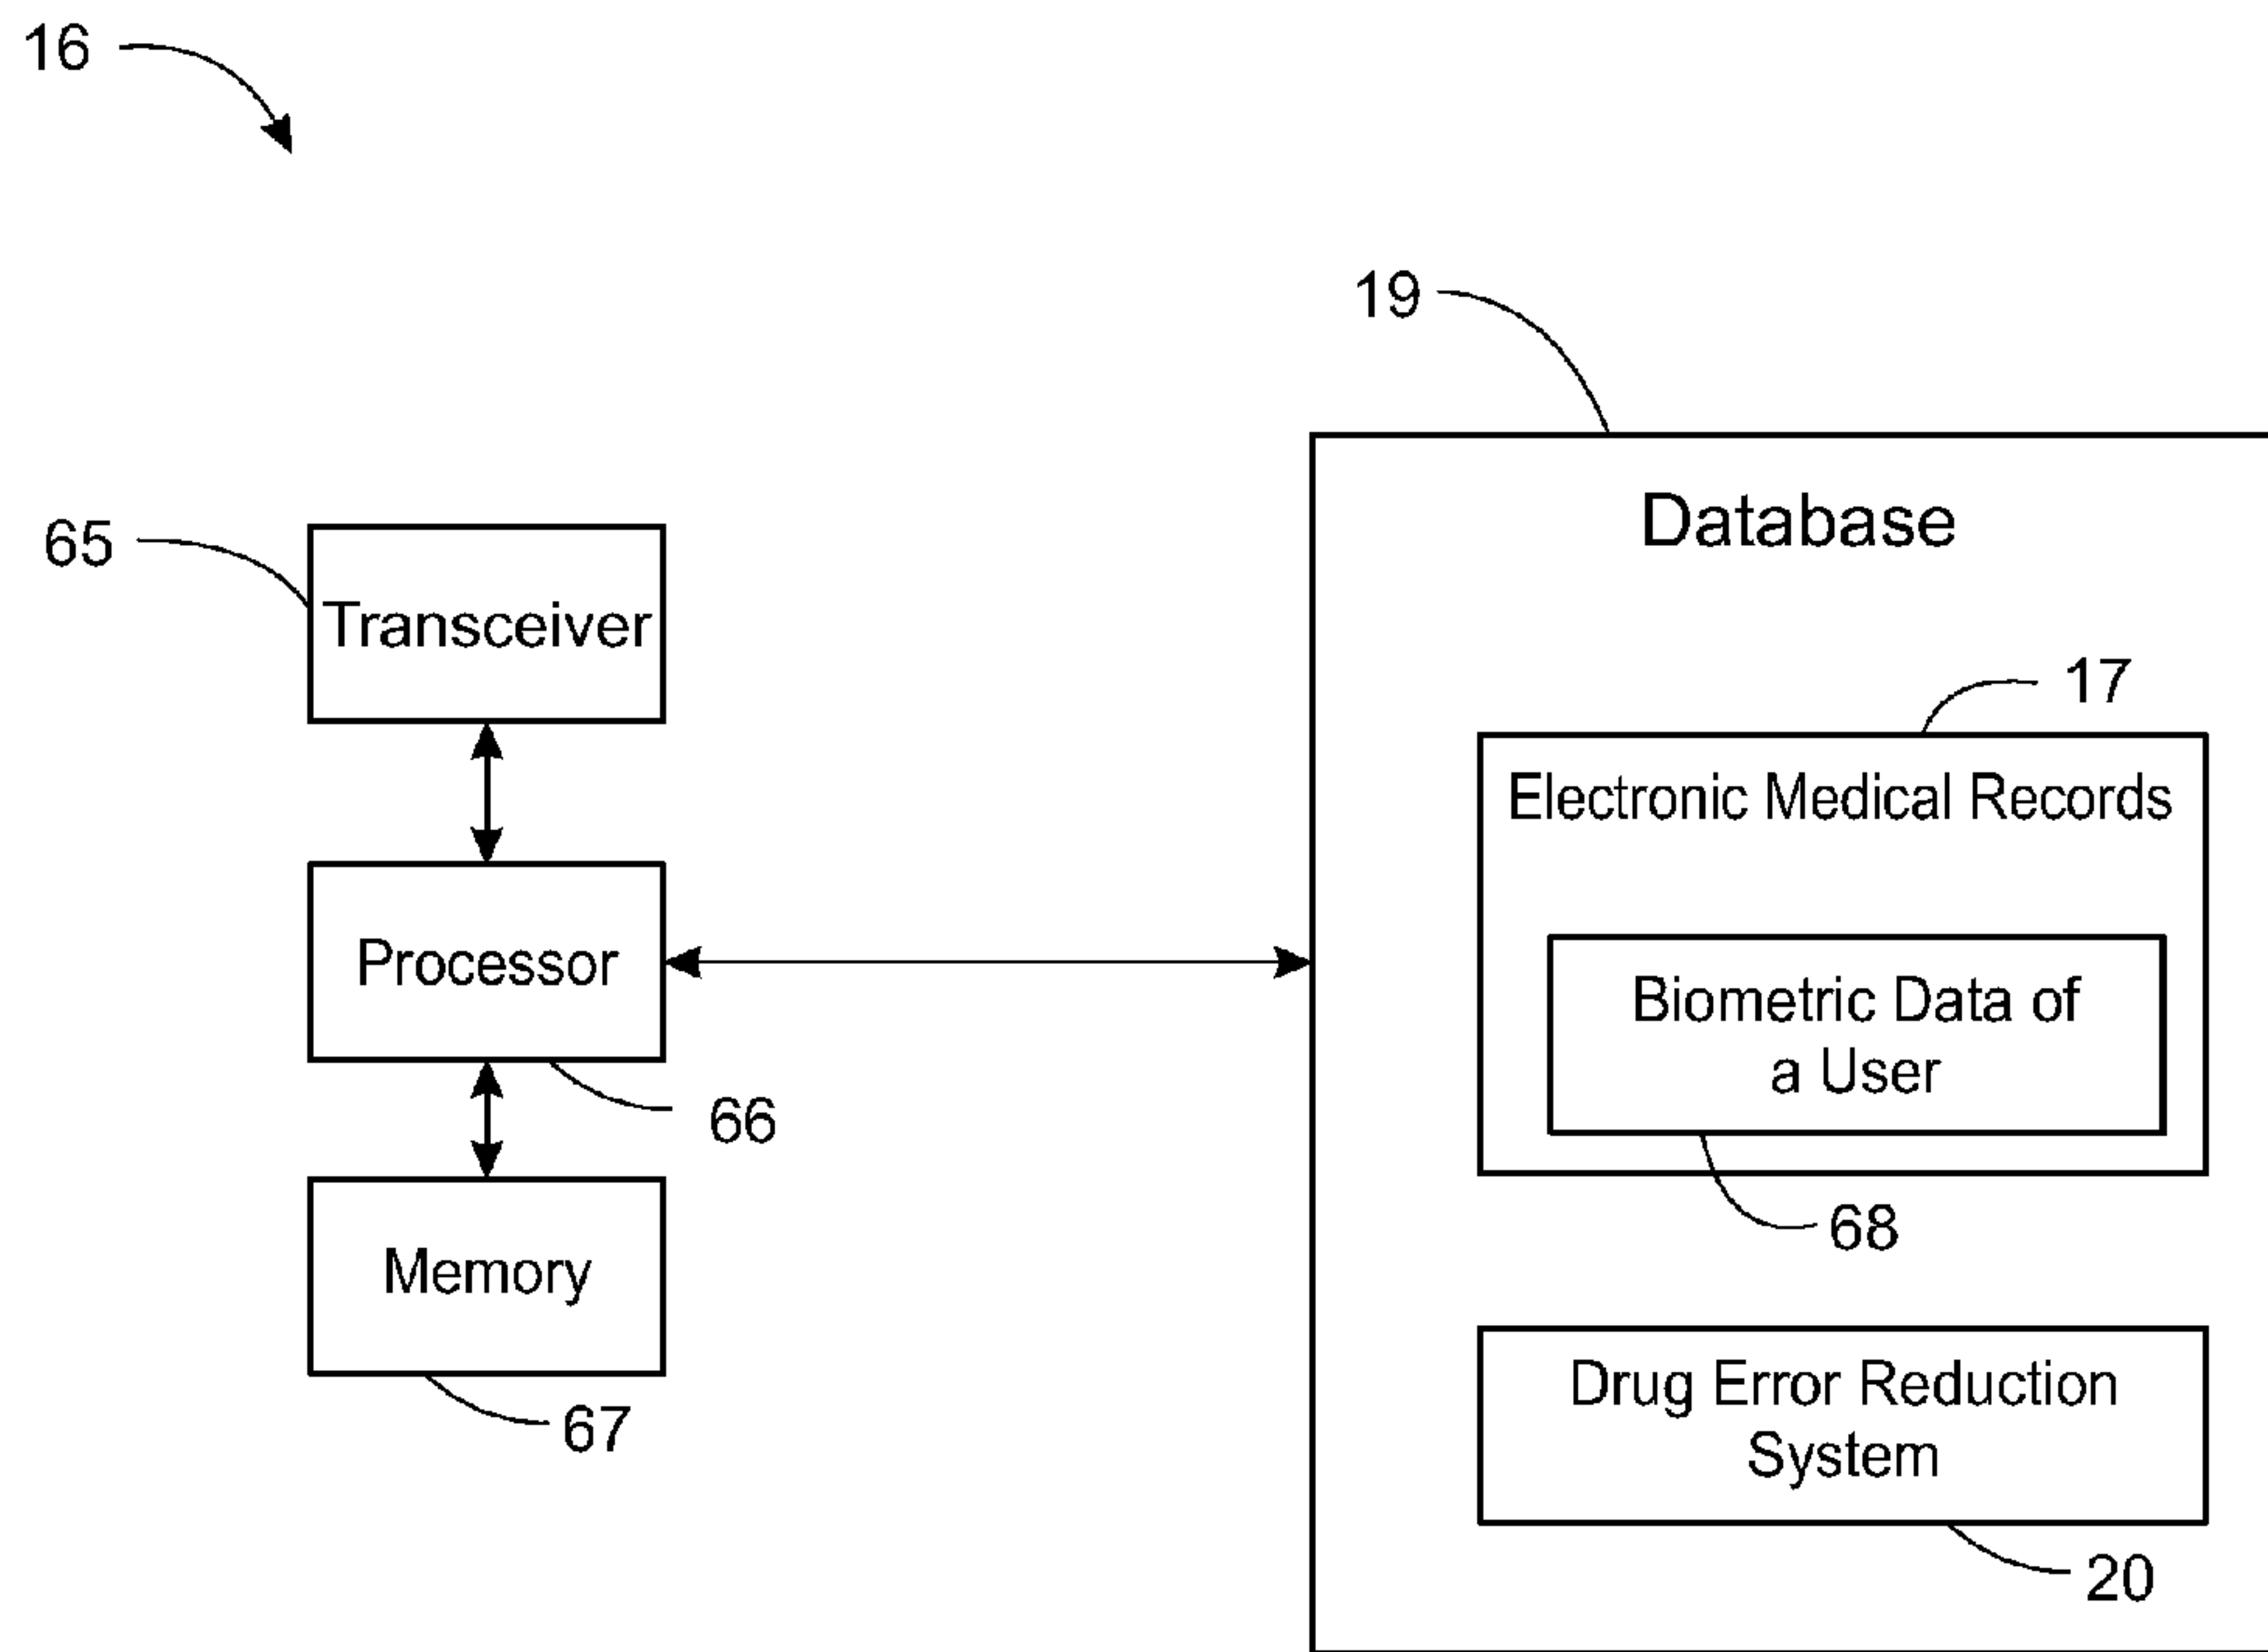 16
19
Database
65
Transceiver
17
Electronic Medical Records
Processor
Biometric Data of
a User
66
68
Memory
67
Drug Error Reduction
System
20